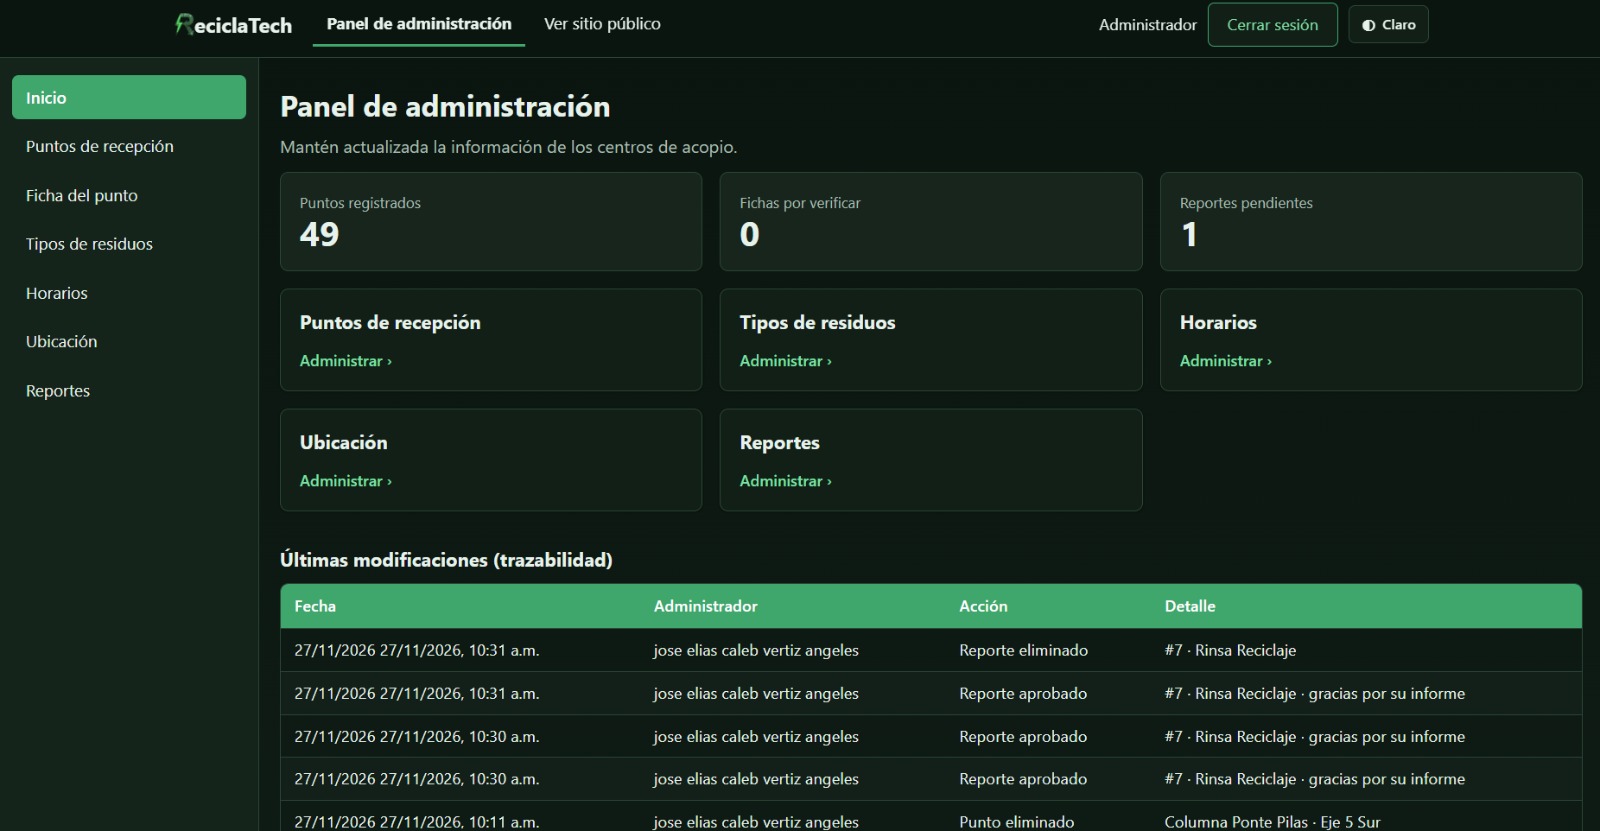 ReciclaTech Panel de administración Ver sitio público Administrador Cerrar sesión Claro
Inicio
Puntos de recepción
Ficha del punto
Tipos de residuos
Horarios
Ubicación
Reportes
Panel de administración
Mantén actualizada la información de los centros de acopio.
Puntos registrados
49
Fichas por verificar
0
Reportes pendientes
1
Puntos de recepción
Administrar ›
Tipos de residuos
Administrar ›
Horarios
Administrar ›
Ubicación
Administrar ›
Reportes
Administrar ›
Últimas modificaciones (trazabilidad)
Fecha Administrador Acción Detalle
27/11/2026 27/11/2026, 10:31 a.m. jose elias caleb vertiz angeles Reporte eliminado #7 · Rinsa Reciclaje
27/11/2026 27/11/2026, 10:31 a.m. jose elias caleb vertiz angeles Reporte aprobado #7 · Rinsa Reciclaje · gracias por su informe
27/11/2026 27/11/2026, 10:30 a.m. jose elias caleb vertiz angeles Reporte aprobado #7 · Rinsa Reciclaje · gracias por su informe
27/11/2026 27/11/2026, 10:30 a.m. jose elias caleb vertiz angeles Reporte aprobado #7 · Rinsa Reciclaje · gracias por su informe
27/11/2026 27/11/2026, 10:11 a.m. jose elias caleb vertiz angeles Punto eliminado Columna Ponte Pilas · Eje 5 Sur